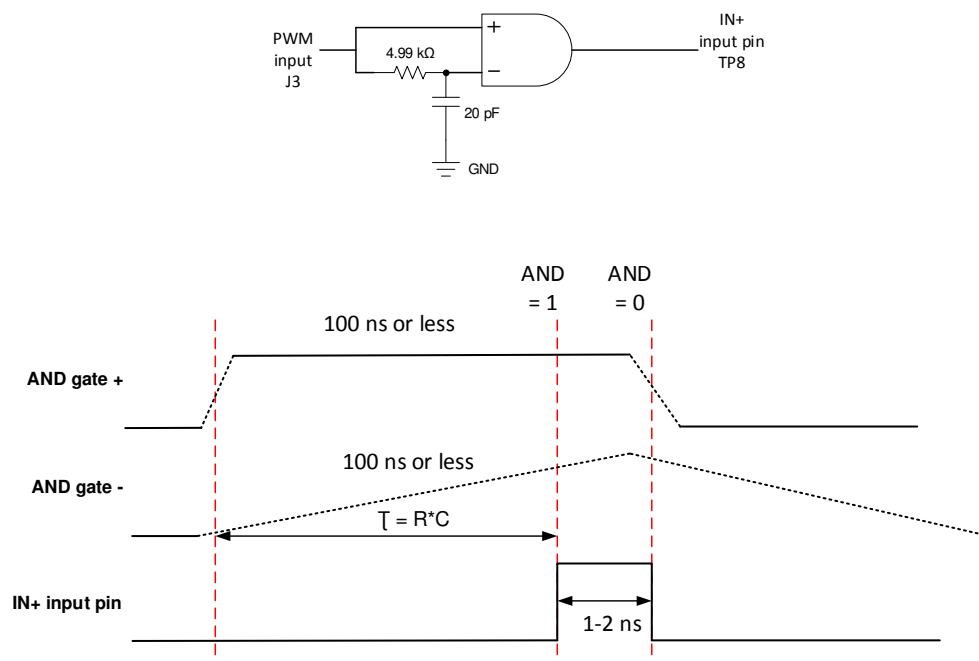 PWM
input
J3
4.99 kΩ
+
−
20 pF
GND
IN+
input pin
TP8
AND
= 1
AND
= 0
100 ns or less
AND gate +
100 ns or less
AND gate -
Ʈ = R*C
IN+ input pin
1-2 ns